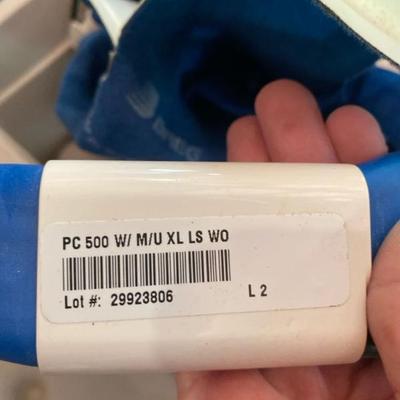 PC 500 W/ M/U XL LS WO
Lot #: 29923806 L 2